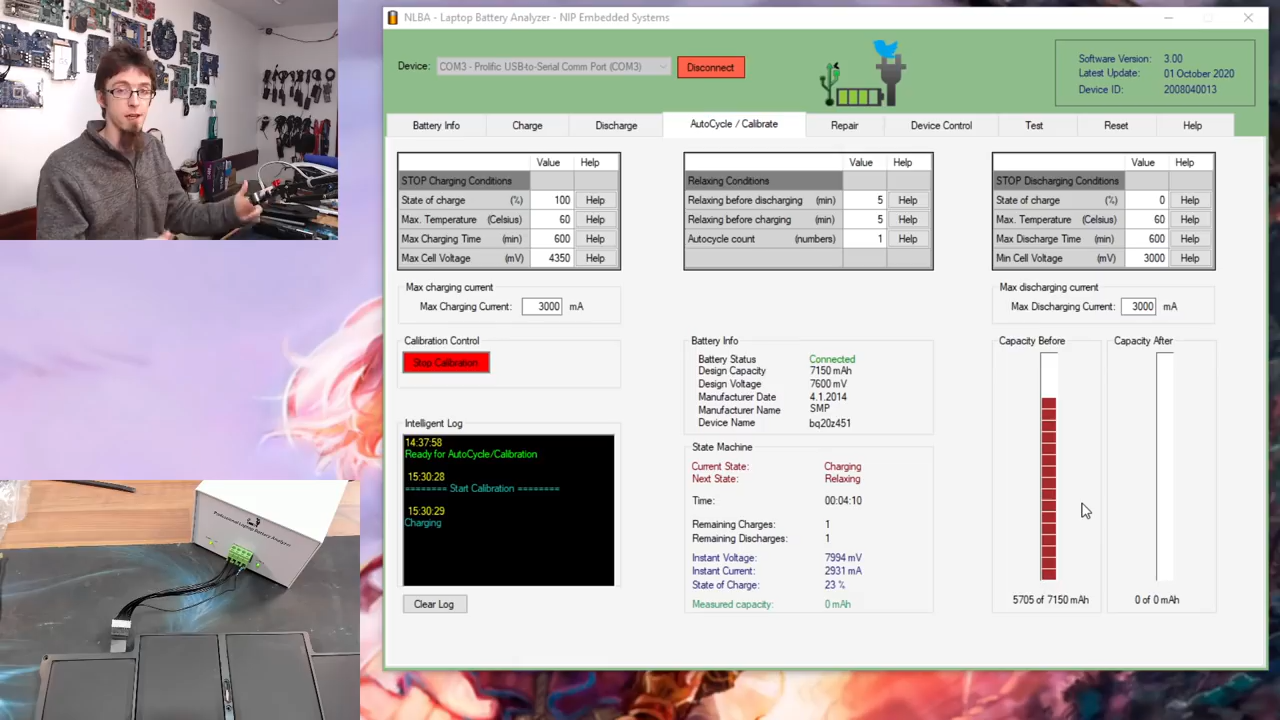 NLBA - Laptop Battery Analyzer - NIP Embedded Systems
Device: COM3 - Prolific USB-to-Serial Comm Port (COM3) Disconnect
Software Version: 3.00
Latest Update: 01 October 2020
Device ID: 2008040013
Battery Info Charge Discharge AutoCycle / Calibrate Repair Device Control Test Reset Help
Value Help
STOP Charging Conditions
State of charge (%) 100 Help
Max. Temperature (Celsius) 60 Help
Max Charging Time (min) 600 Help
Max Cell Voltage (mV) 4350 Help
Value Help
Relaxing Conditions
Relaxing before discharging (min) 5 Help
Relaxing before charging (min) 5 Help
Autocycle count (numbers) 1 Help
Value Help
STOP Discharging Conditions
State of charge (%) 0 Help
Max. Temperature (Celsius) 60 Help
Max Discharge Time (min) 600 Help
Min Cell Voltage (mV) 3000 Help
Max charging current
Max Charging Current: 3000 mA
Max discharging current
Max Discharging Current: 3000 mA
Calibration Control
Stop Calibration
Battery Info
Battery Status Connected
Design Capacity 7150 mAh
Design Voltage 7600 mV
Manufacturer Date 4.1.2014
Manufacturer Name SMP
Device Name bq20z451
Capacity Before
5705 of 7150 mAh
Capacity After
0 of 0 mAh
Intelligent Log
14:37:58
Ready for AutoCycle/Calibration
15:30:28
======== Start Calibration ========
15:30:29
Charging
Clear Log
State Machine
Current State: Charging
Next State: Relaxing
Time: 00:04:10
Remaining Charges: 1
Remaining Discharges: 1
Instant Voltage: 7994 mV
Instant Current: 2931 mA
State of Charge: 23 %
Measured capacity: 0 mAh
Professional Laptop Battery Analyzer